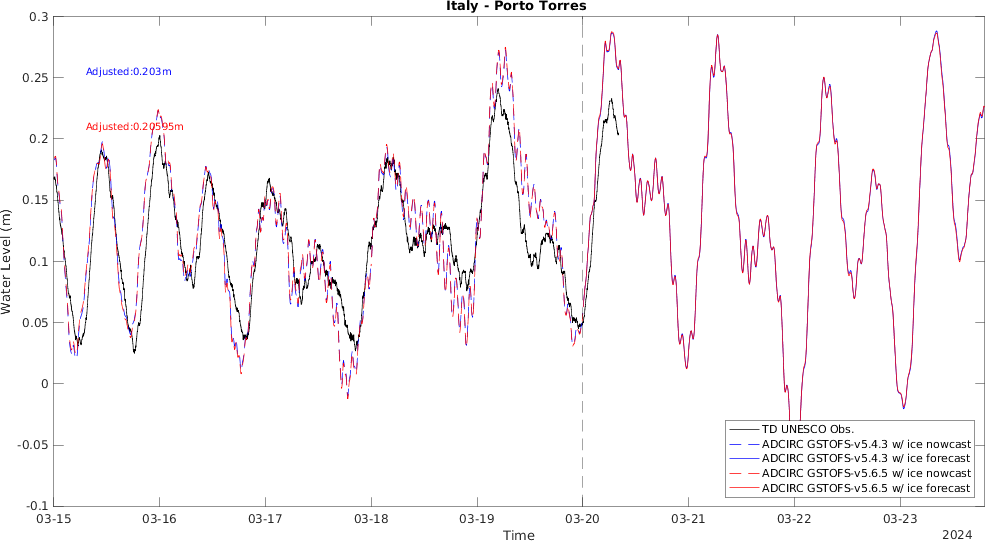 Italy - Porto Torres
0.3
0.25
0.2
0.15
0.1
0.05
0
-0.05
-0.1
Water Level (m)
Adjusted:0.203m
Adjusted:0.20595m
TD UNESCO Obs.
ADCIRC GSTOFS-v5.4.3 w/ ice nowcast
ADCIRC GSTOFS-v5.4.3 w/ ice forecast
ADCIRC GSTOFS-v5.6.5 w/ ice nowcast
ADCIRC GSTOFS-v5.6.5 w/ ice forecast
03-15 03-16 03-17 03-18 03-19 03-20 03-21 03-22 03-23
Time
2024